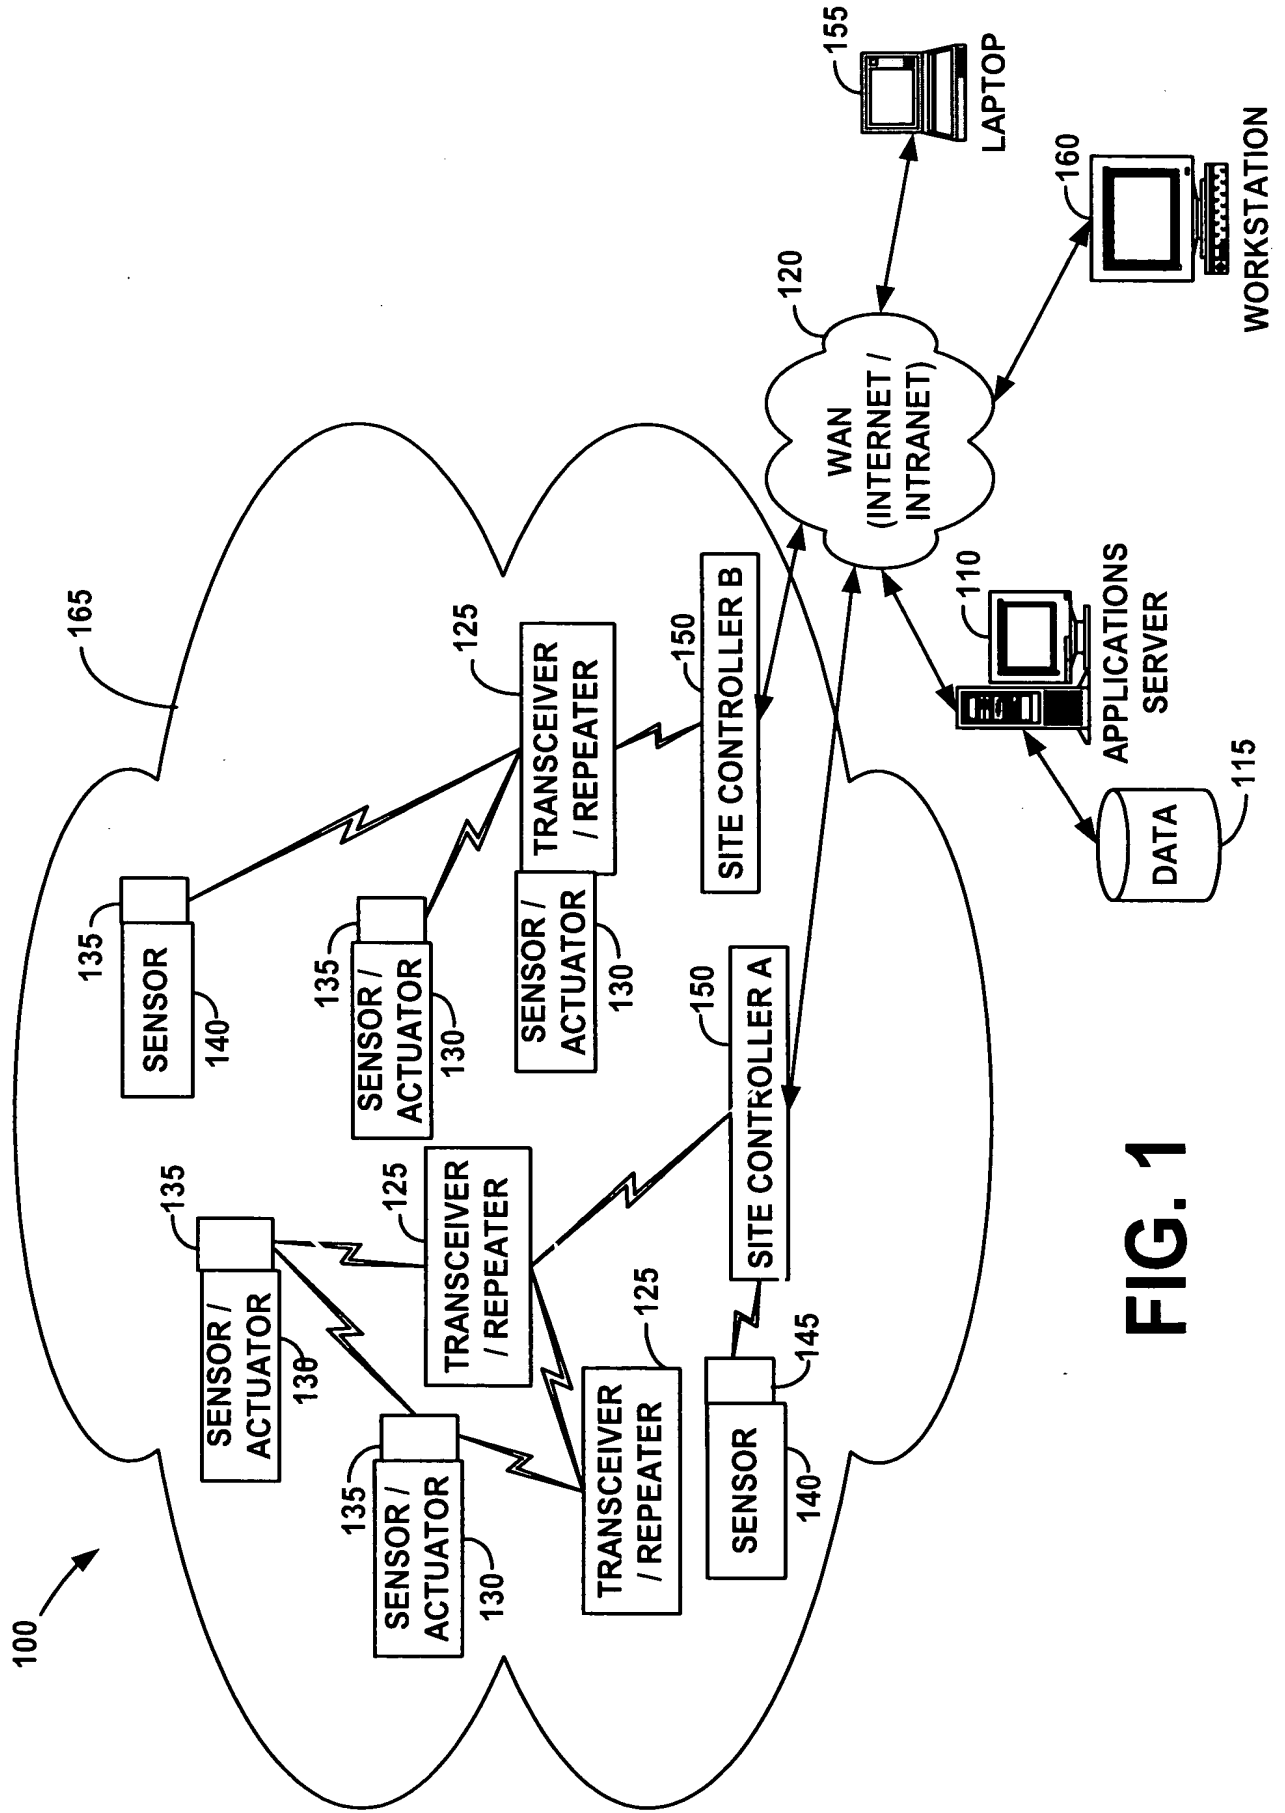 100
165
135
SENSOR
140
135
SENSOR /
ACTUATOR
130
135
SENSOR /
ACTUATOR
130
135
SENSOR /
ACTUATOR
130
125
TRANSCEIVER
/ REPEATER
125
TRANSCEIVER
/ REPEATER
SENSOR /
ACTUATOR
130
TRANSCEIVER
/ REPEATER
125
SENSOR
140
145
150
SITE CONTROLLER A
150
SITE CONTROLLER B
120
WAN
(INTERNET /
INTRANET)
155
LAPTOP
160
WORKSTATION
110
APPLICATIONS
SERVER
DATA
115
FIG. 1